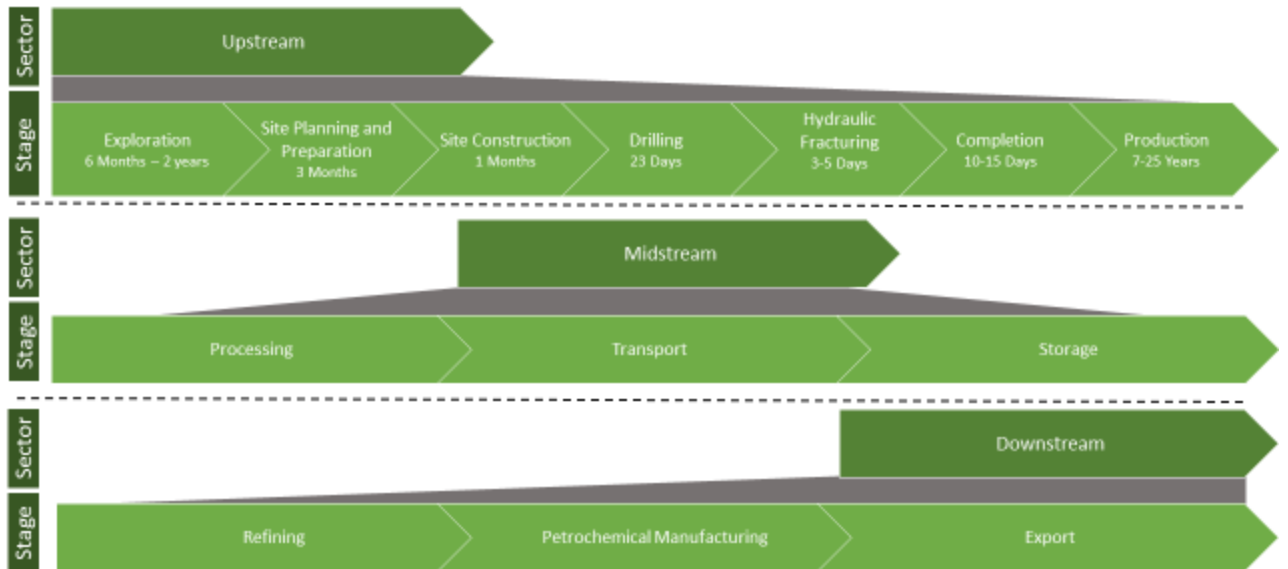 Sector
Upstream
Stage
Exploration
6 Months – 2 years
Site Planning and
Preparation
3 Months
Site Construction
1 Months
Drilling
23 Days
Hydraulic
Fracturing
3-5 Days
Completion
10-15 Days
Production
7-25 Years
Sector
Midstream
Stage
Processing
Transport
Storage
Sector
Downstream
Stage
Refining
Petrochemical Manufacturing
Export